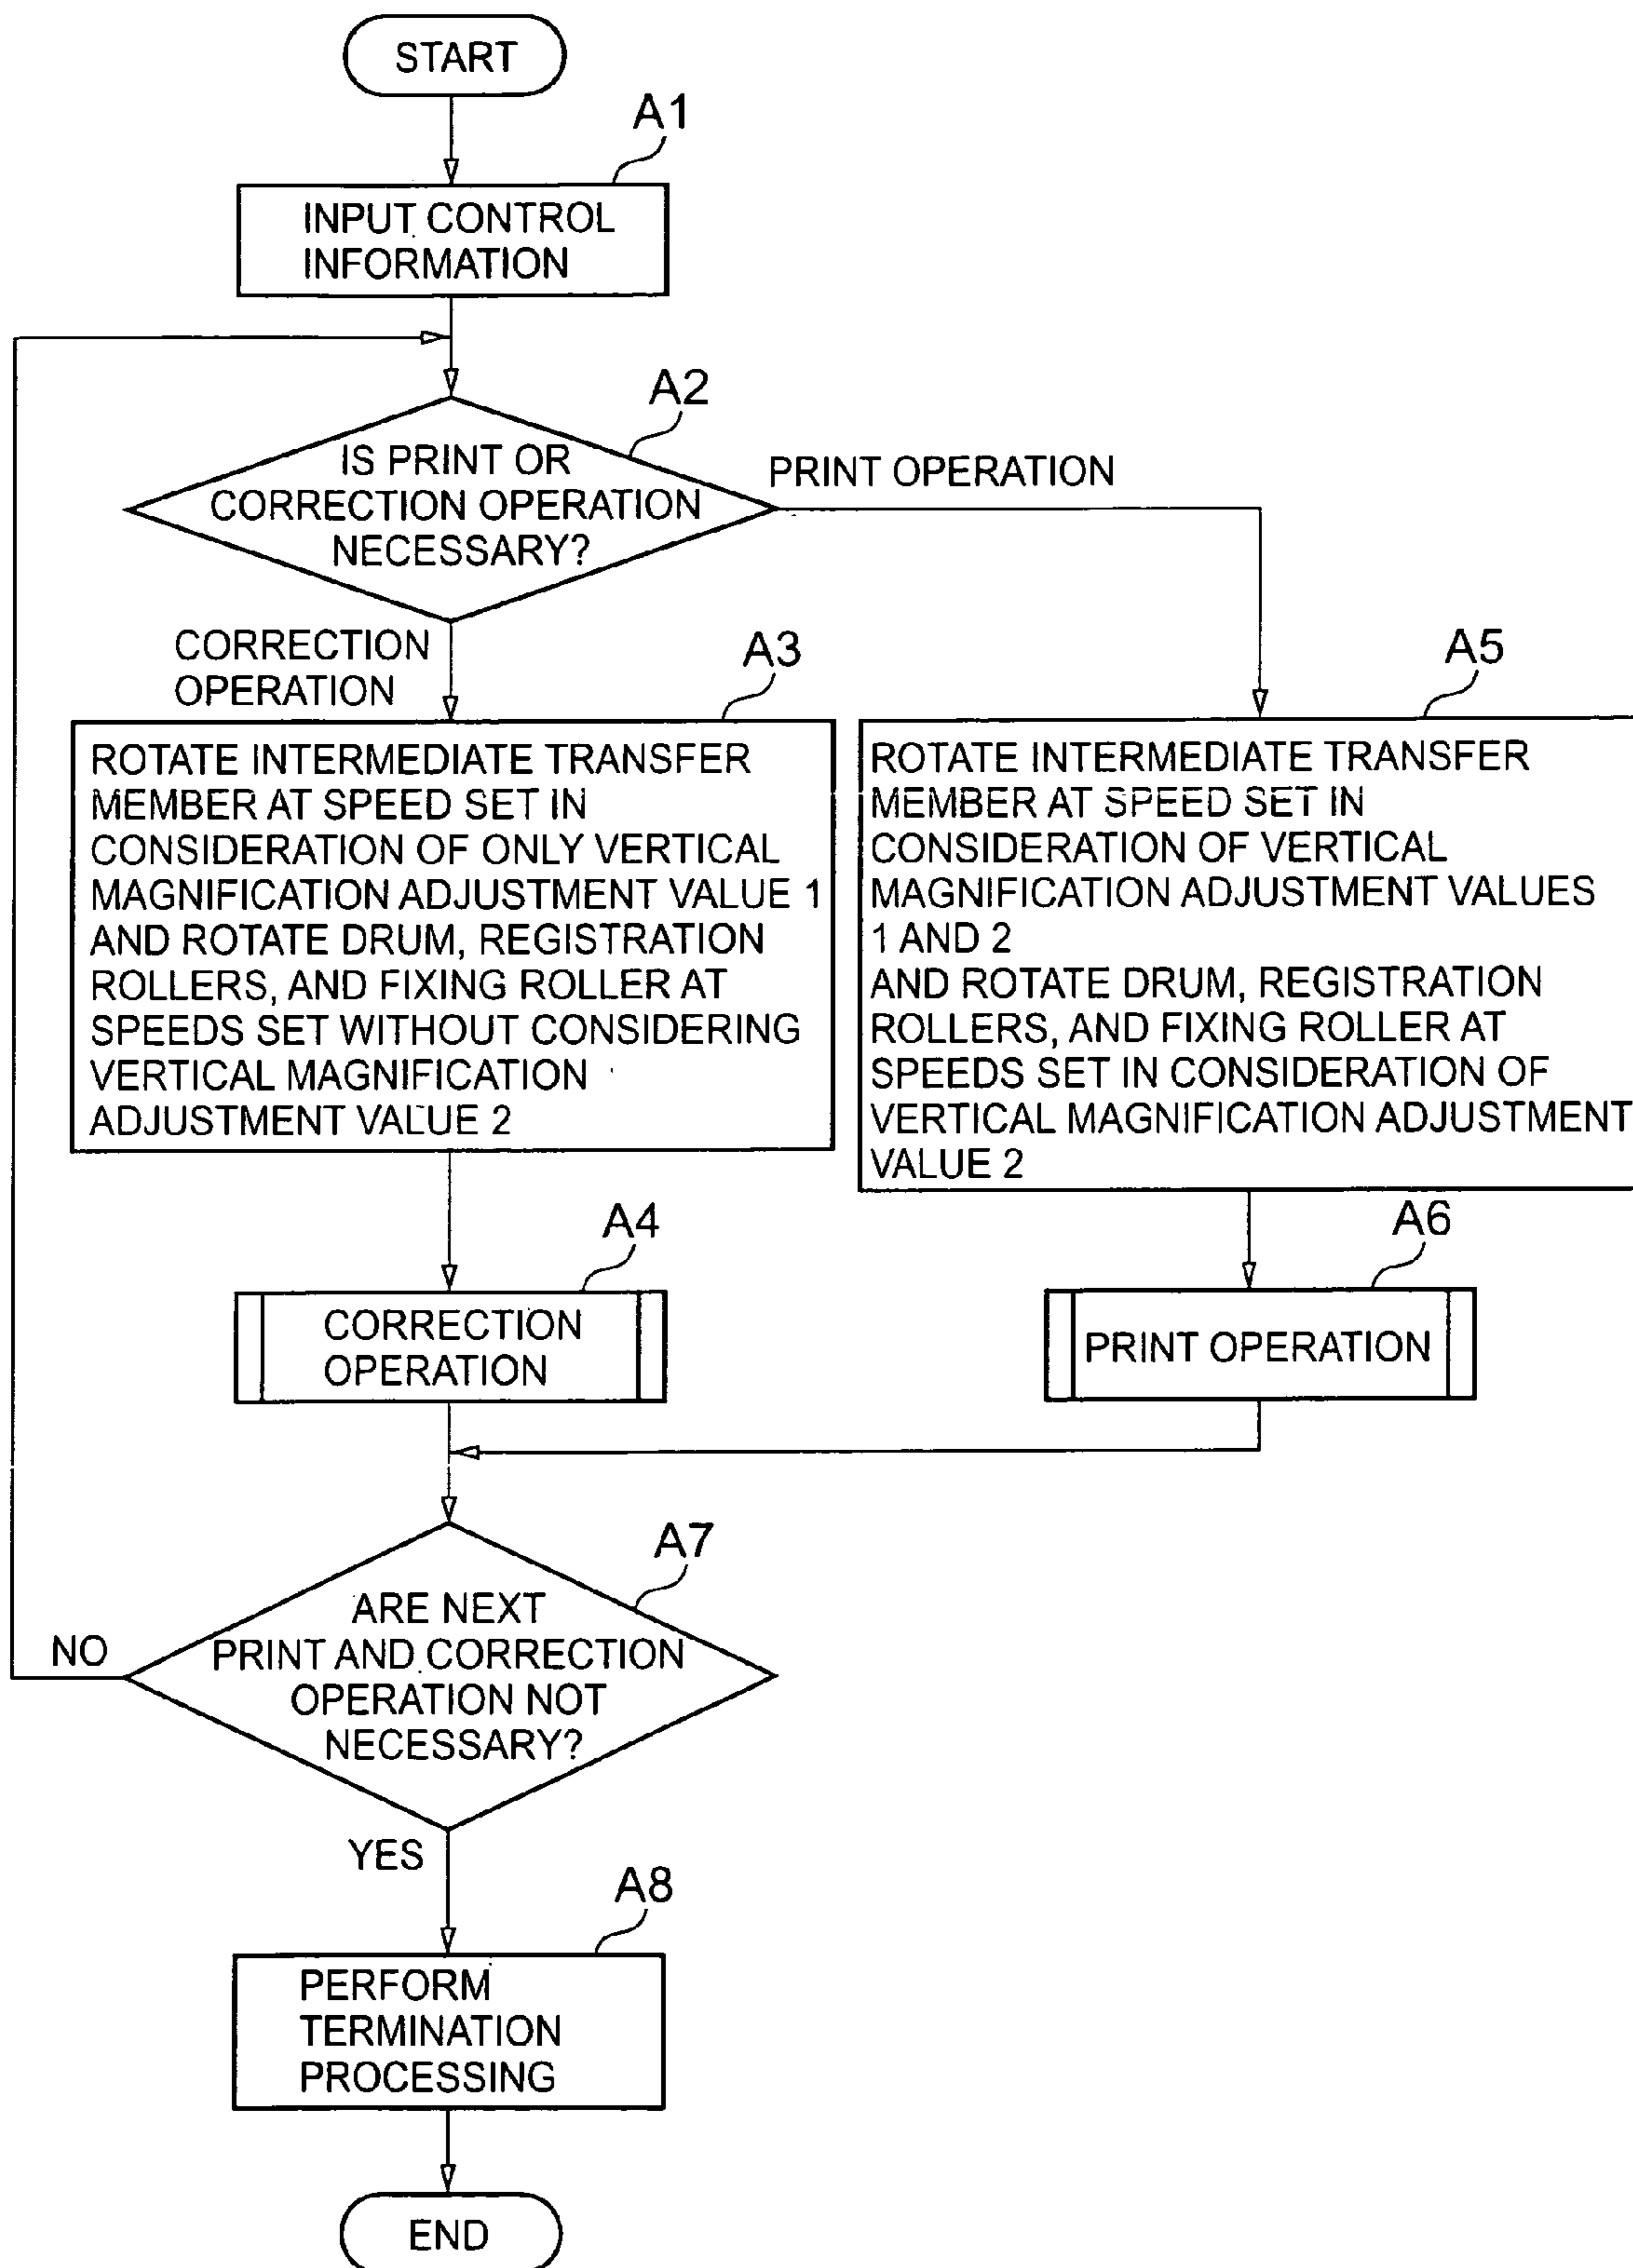 START
A1
INPUT CONTROL
INFORMATION
A2
IS PRINT OR
CORRECTION OPERATION
NECESSARY?
PRINT OPERATION
CORRECTION
OPERATION
A3
ROTATE INTERMEDIATE TRANSFER
MEMBER AT SPEED SET IN
CONSIDERATION OF ONLY VERTICAL
MAGNIFICATION ADJUSTMENT VALUE 1
AND ROTATE DRUM, REGISTRATION
ROLLERS, AND FIXING ROLLER AT
SPEEDS SET WITHOUT CONSIDERING
VERTICAL MAGNIFICATION
ADJUSTMENT VALUE 2
A5
ROTATE INTERMEDIATE TRANSFER
MEMBER AT SPEED SET IN
CONSIDERATION OF VERTICAL
MAGNIFICATION ADJUSTMENT VALUES
1 AND 2
AND ROTATE DRUM, REGISTRATION
ROLLERS, AND FIXING ROLLER AT
SPEEDS SET IN CONSIDERATION OF
VERTICAL MAGNIFICATION ADJUSTMENT
VALUE 2
A4
CORRECTION
OPERATION
A6
PRINT OPERATION
A7
ARE NEXT
PRINT AND CORRECTION
OPERATION NOT
NECESSARY?
NO
YES
A8
PERFORM
TERMINATION
PROCESSING
END